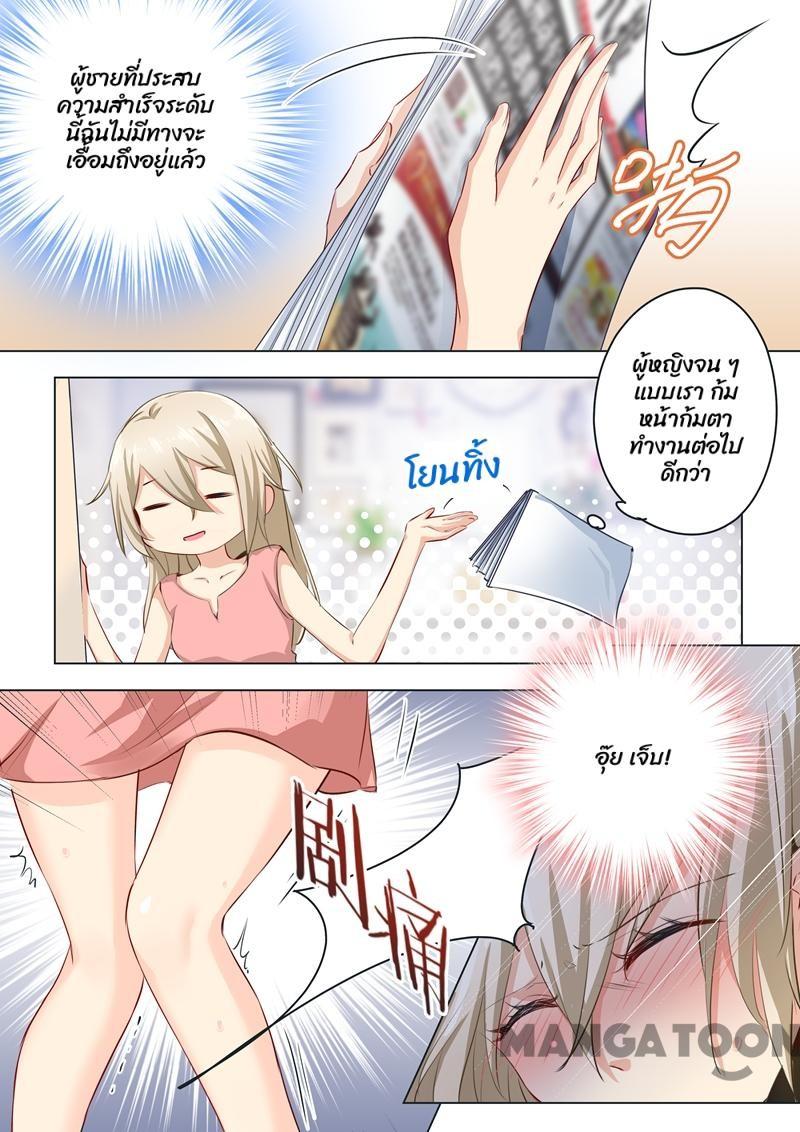 ผู้ชายที่ประสบ
ความสำเร็จระดับ
นี้ฉันไม่มีทางจะ
เอื้อมถึงอยู่แล้ว
啪
ผู้หญิงจน ๆ
แบบเรา ก้ม
หน้าก้มตา
ทำงานต่อไป
ดีกว่า
โยนทิ้ง
อุ๊ย เจ็บ!
剧痛
MANGATOON